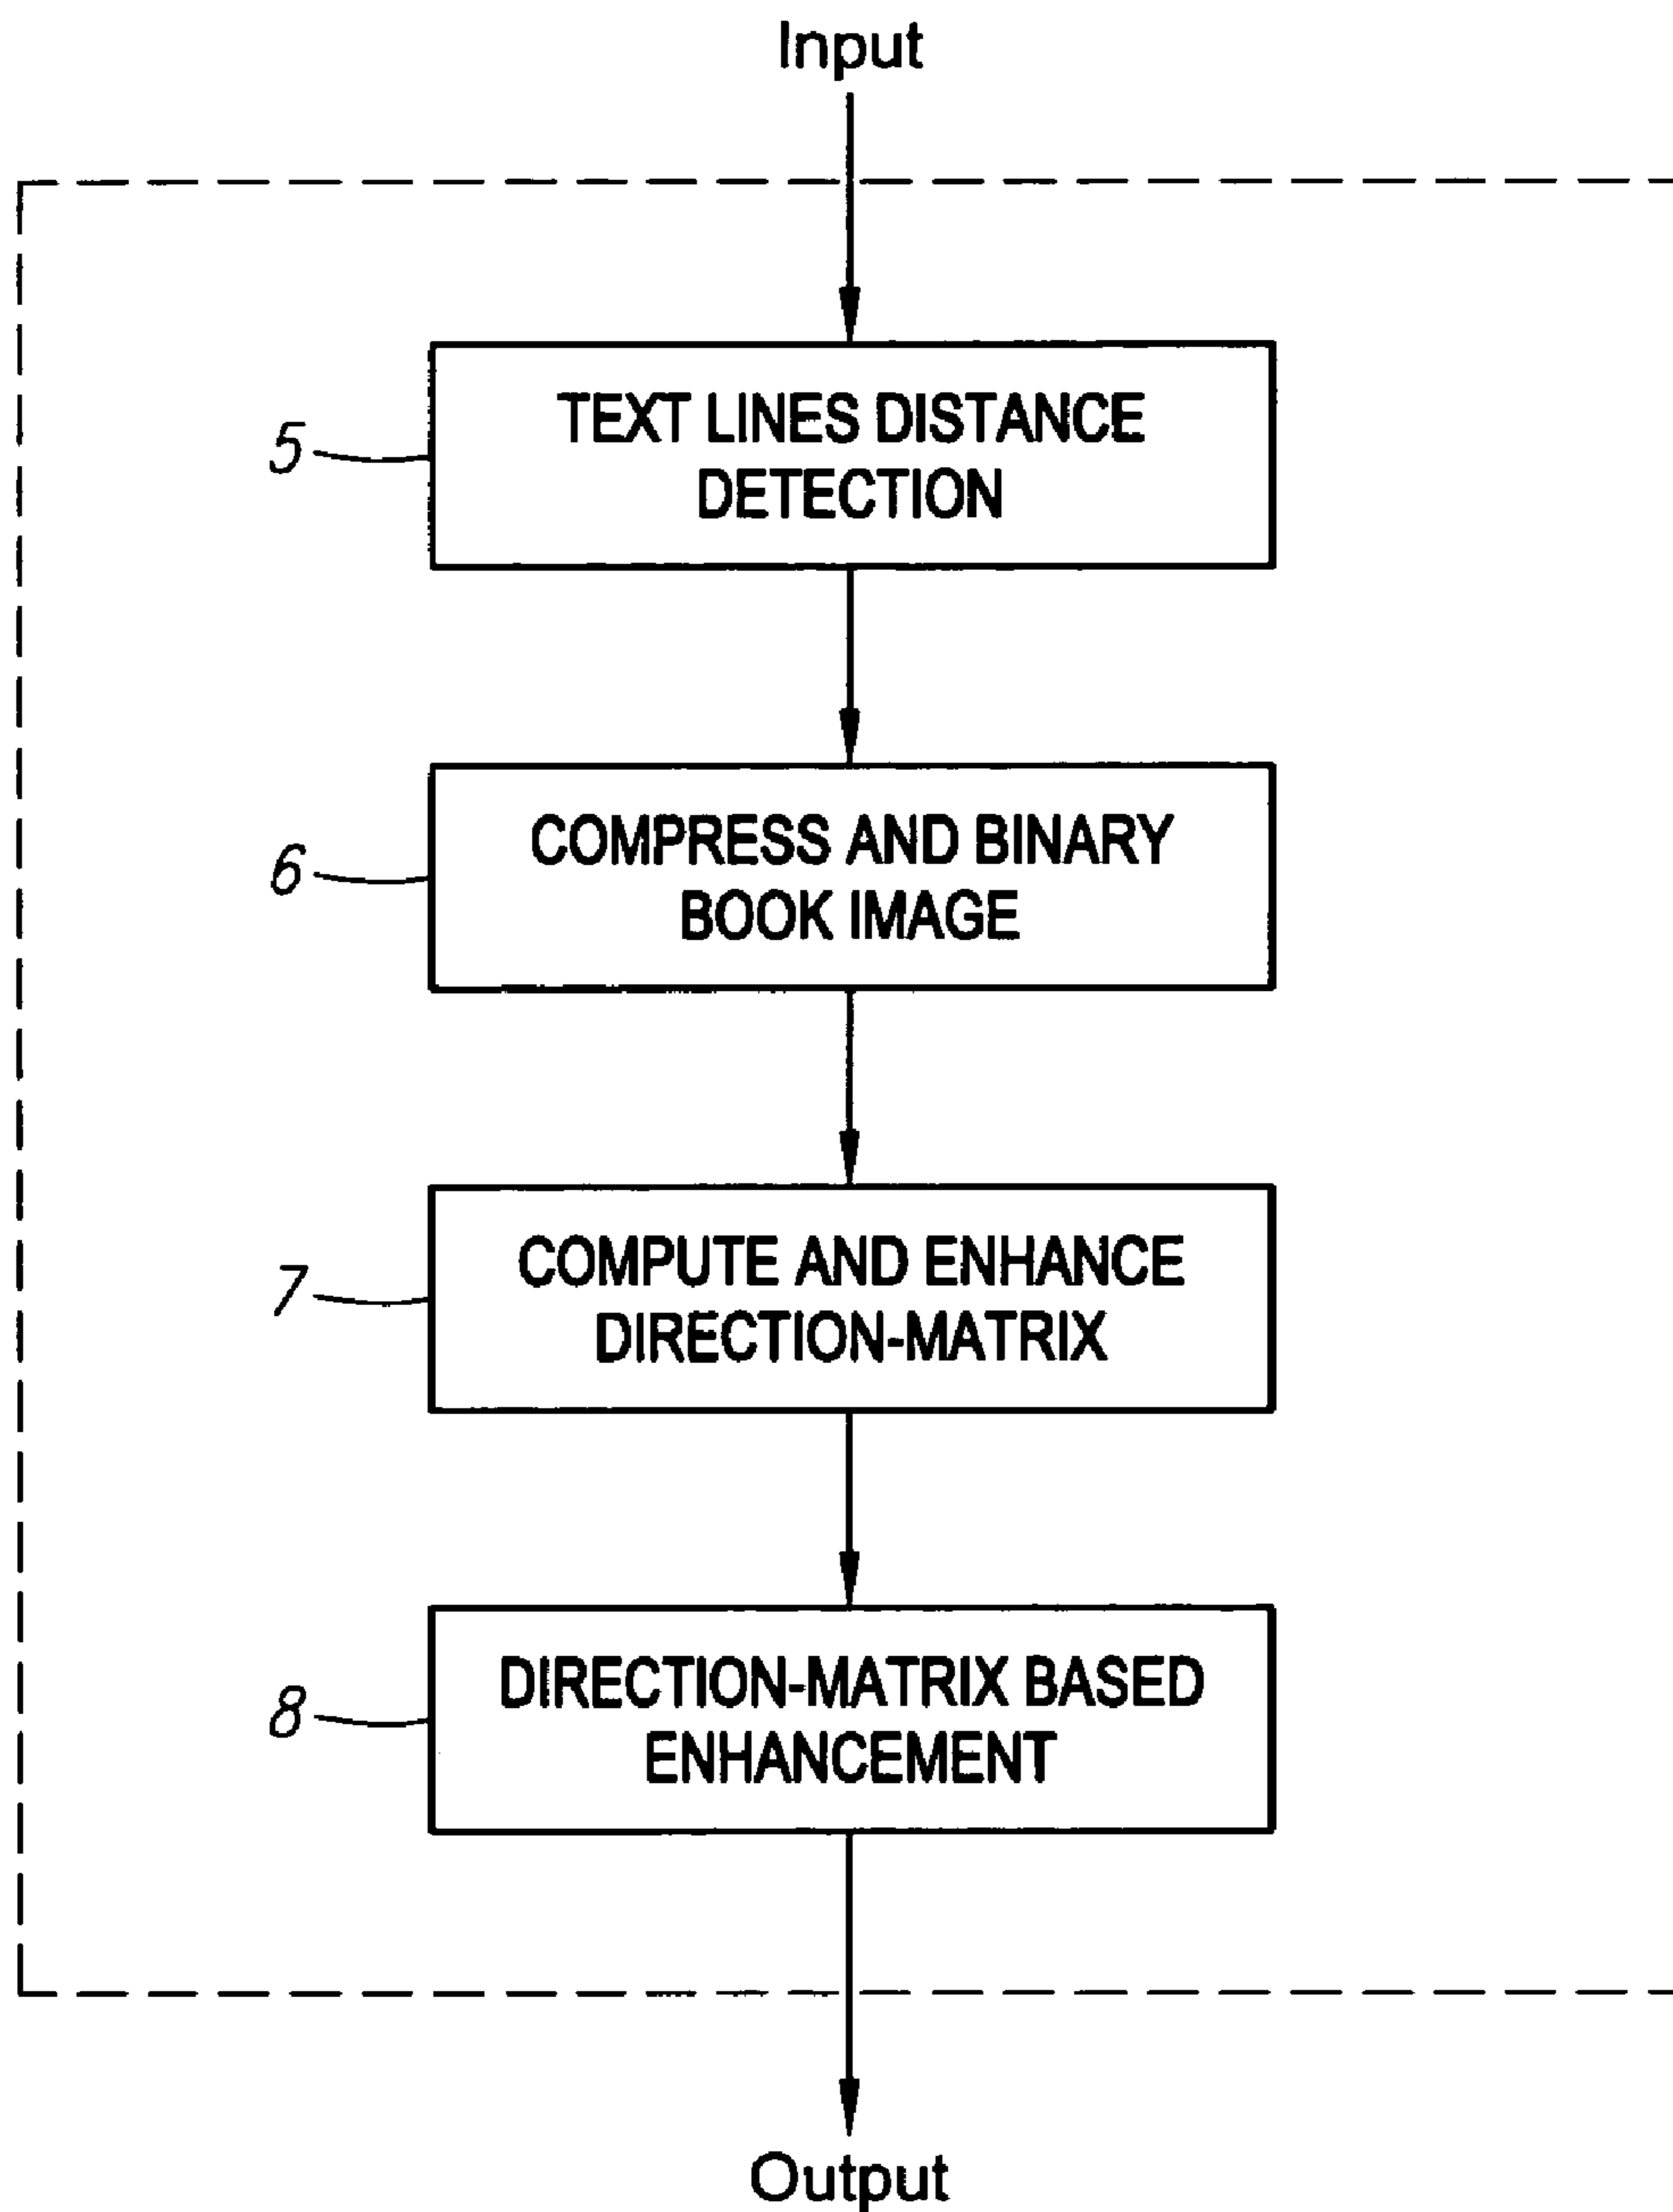 Input
5
TEXT LINES DISTANCE
DETECTION
6
COMPRESS AND BINARY
BOOK IMAGE
7
COMPUTE AND ENHANCE
DIRECTION-MATRIX
8
DIRECTION-MATRIX BASED
ENHANCEMENT
Output